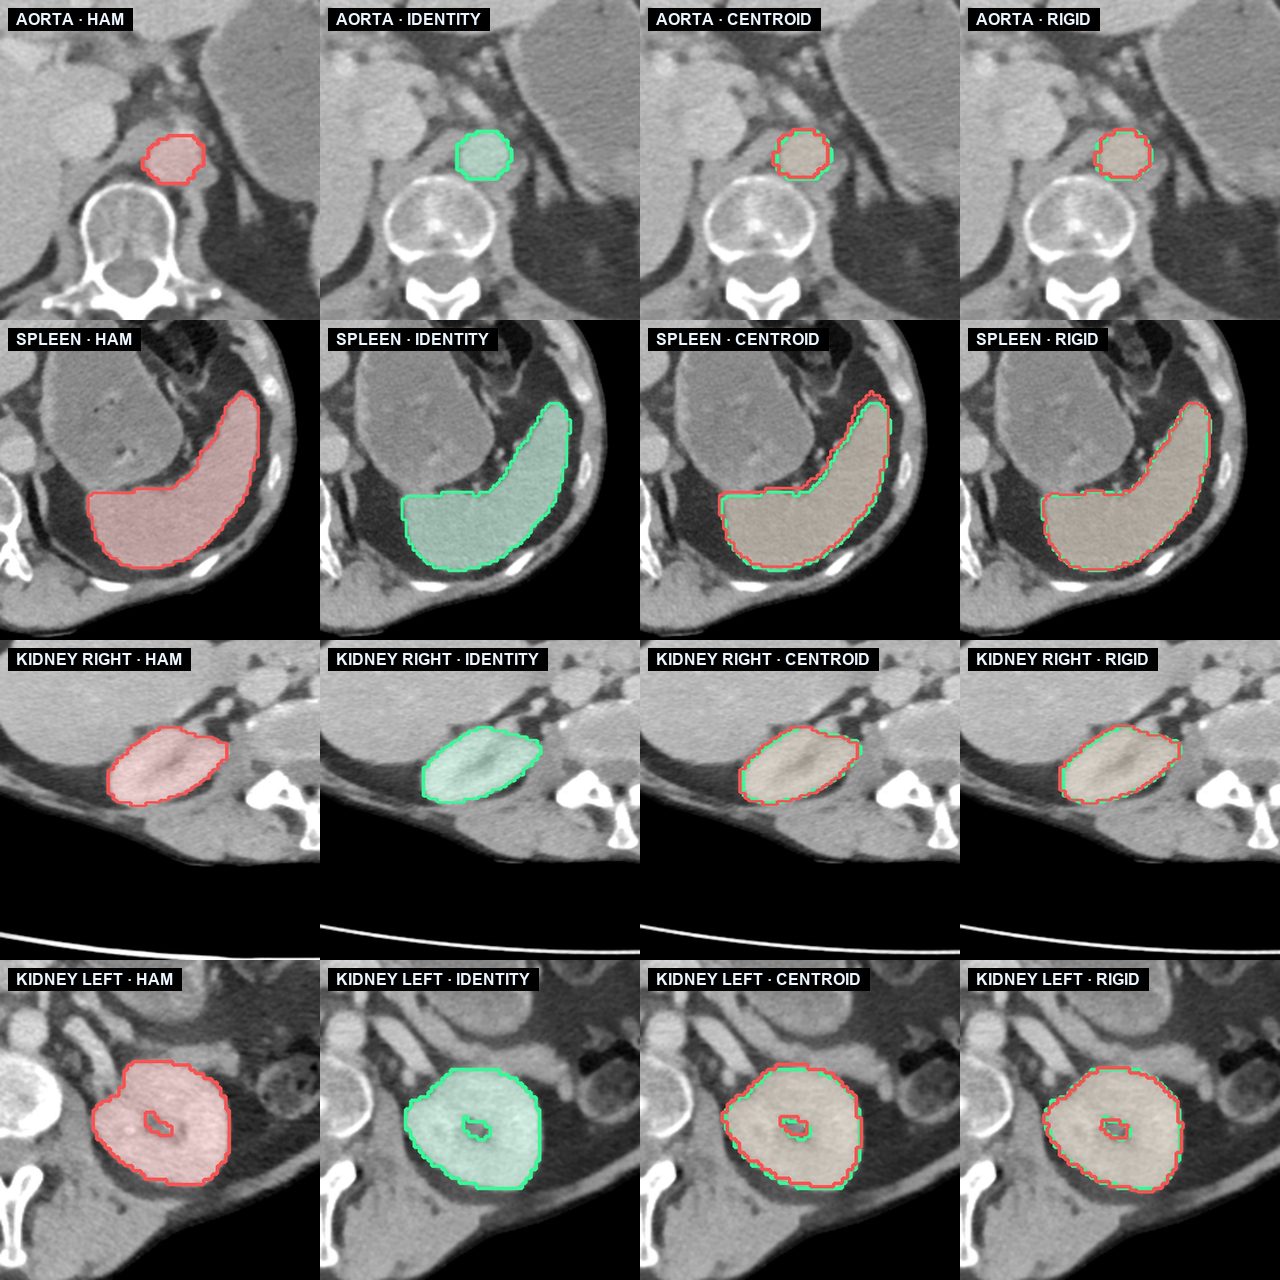 AORTA · HAM
AORTA · IDENTITY
AORTA · CENTROID
AORTA · RIGID
SPLEEN · HAM
SPLEEN · IDENTITY
SPLEEN · CENTROID
SPLEEN · RIGID
KIDNEY RIGHT · HAM
KIDNEY RIGHT · IDENTITY
KIDNEY RIGHT · CENTROID
KIDNEY RIGHT · RIGID
KIDNEY LEFT · HAM
KIDNEY LEFT · IDENTITY
KIDNEY LEFT · CENTROID
KIDNEY LEFT · RIGID